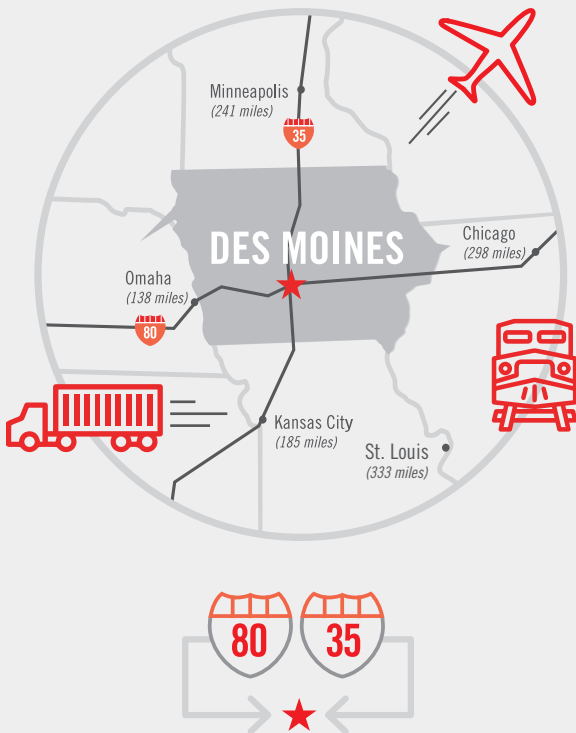 Minneapolis
(241 miles)
35
DES MOINES
Chicago
(298 miles)
Omaha
(138 miles)
80
Kansas City
(185 miles)
St. Louis
(333 miles)
80 35